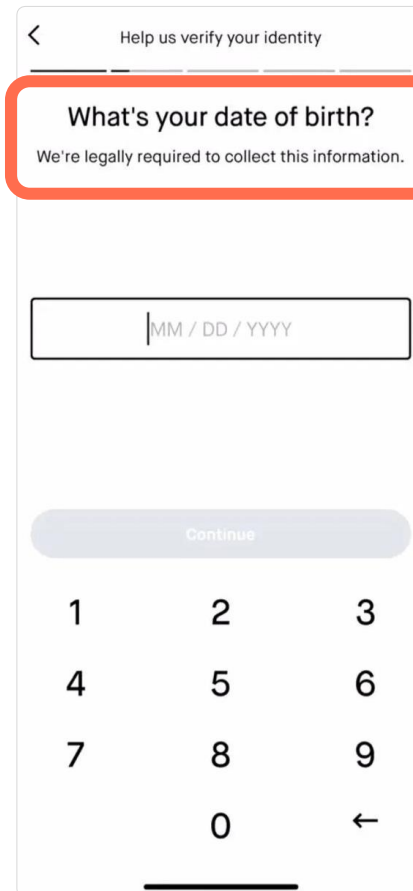 Help us verify your identity
What's your date of birth?
We're legally required to collect this information.
MM / DD / YYYY
Continue
1 2 3
4 5 6
7 8 9
0